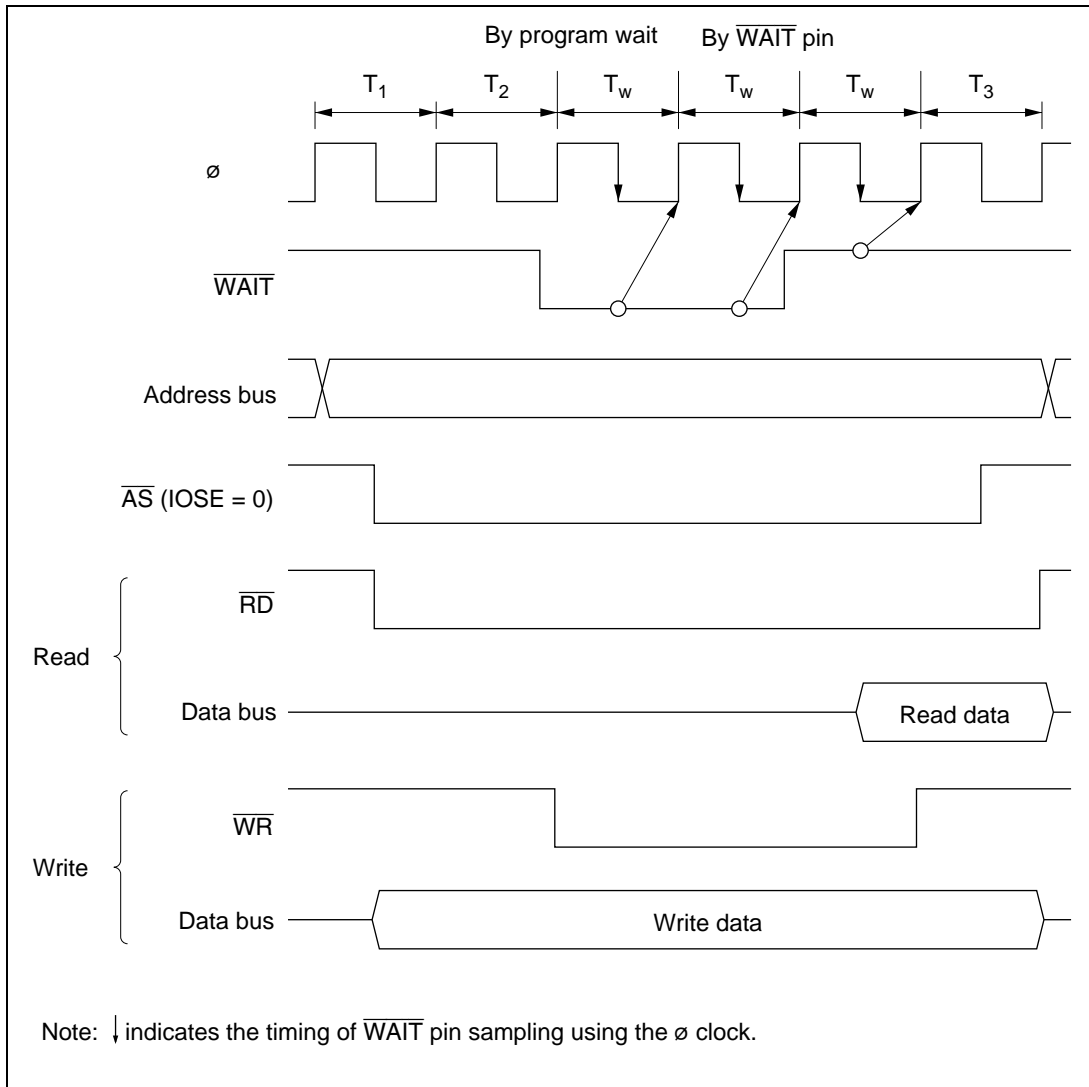 By program wait By WAIT pin
T1 T2 Tw Tw Tw T3
ø
WAIT
Address bus
AS (IOSE = 0)
RD
Read
Data bus Read data
WR
Write
Data bus Write data
Note: ↓ indicates the timing of WAIT pin sampling using the ø clock.